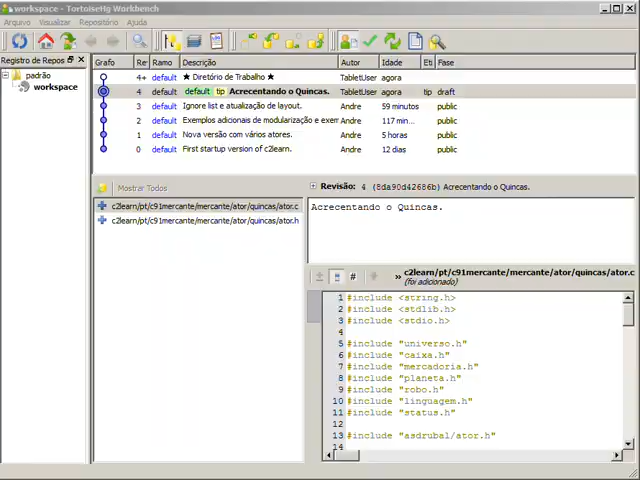 workspace - TortoiseHg Workbench
Arquivo Visualizar Repositório Ajuda
Registro de Repos
padrão
workspace
Grafo Re Ramo Descrição Autor Idade Eti Fase
4+ default ★ Diretório de Trabalho ★ TabletUser agora
4 default default tip Acrecentando o Quincas. TabletUser agora tip draft
3 default Ignore list e atualização de layout. Andre 59 minutos public
2 default Exemplos adicionais de modularização e exem Andre 117 min... public
1 default Nova versão com vários atores. Andre 5 horas public
0 default First startup version of c2learn. Andre 12 dias public
Mostrar Todos
c2learn/pt/c91mercante/mercante/ator/quincas/ator.c
c2learn/pt/c91mercante/mercante/ator/quincas/ator.h
Revisão: 4 (8da90d42686b) Acrecentando o Quincas.
Acrecentando o Quincas.
# » c2learn/pt/c91mercante/mercante/ator/quincas/ator.c
(foi adicionado)
1 #include <string.h>
2 #include <stdlib.h>
3 #include <stdio.h>
4
5 #include "universo.h"
6 #include "caixa.h"
7 #include "mercadoria.h"
8 #include "planeta.h"
9 #include "robo.h"
10 #include "linguagem.h"
11 #include "status.h"
12
13 #include "asdrubal/ator.h"
14